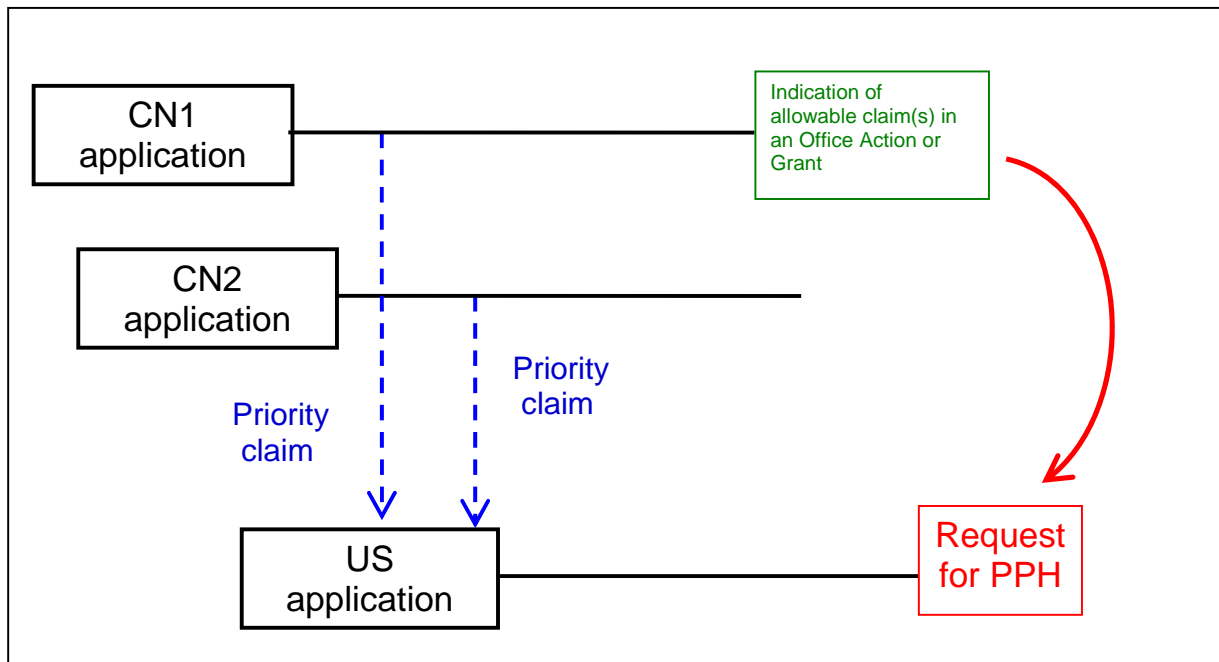 CN1
application
Indication of
allowable claim(s) in
an Office Action or
Grant
CN2
application
Priority
claim
Priority
claim
US
application
Request
for PPH